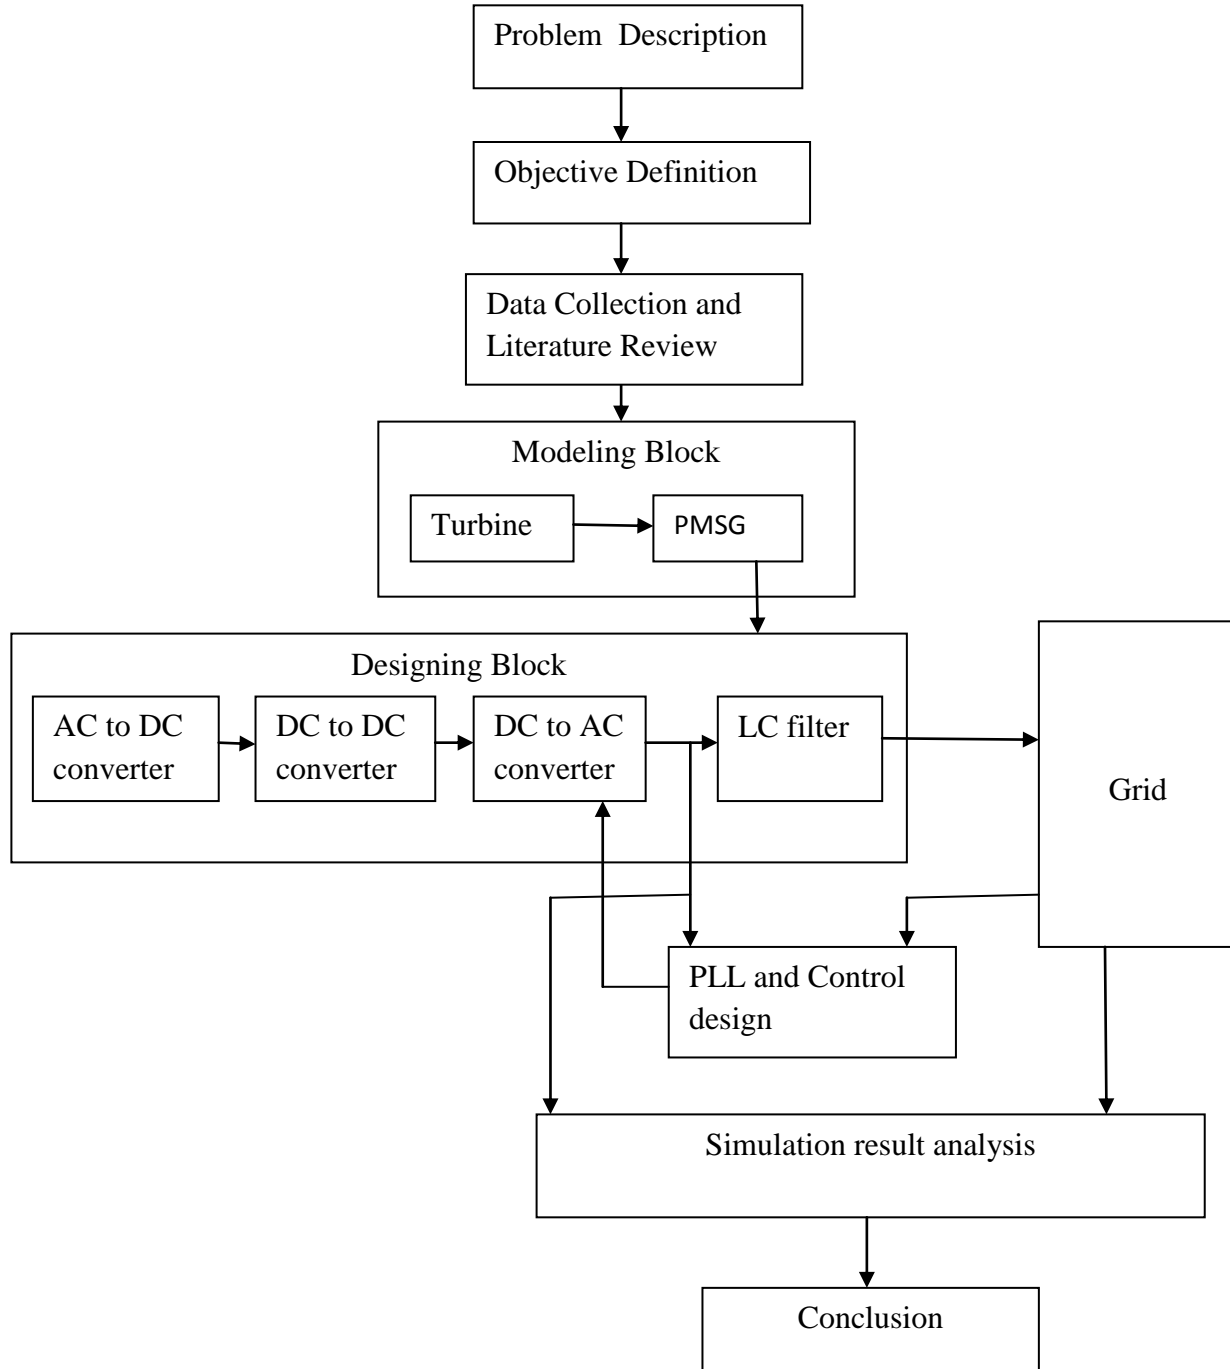 Problem  Description
Objective Definition
Data Collection and
Literature Review
Modeling Block
Turbine
PMSG
Designing Block
AC to DC
converter
DC to DC
converter
DC to AC
converter
LC filter
Grid
PLL and Control
design
Simulation result analysis
Conclusion